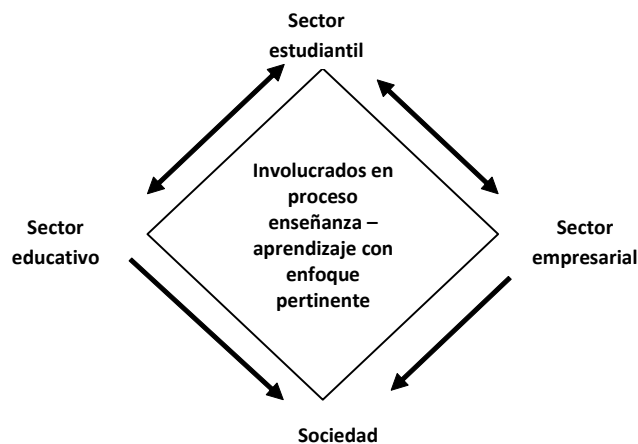 Sector
estudiantil
Involucrados en
proceso
enseñanza –
aprendizaje con
enfoque
pertinente
Sector
educativo
Sector
empresarial
Sociedad